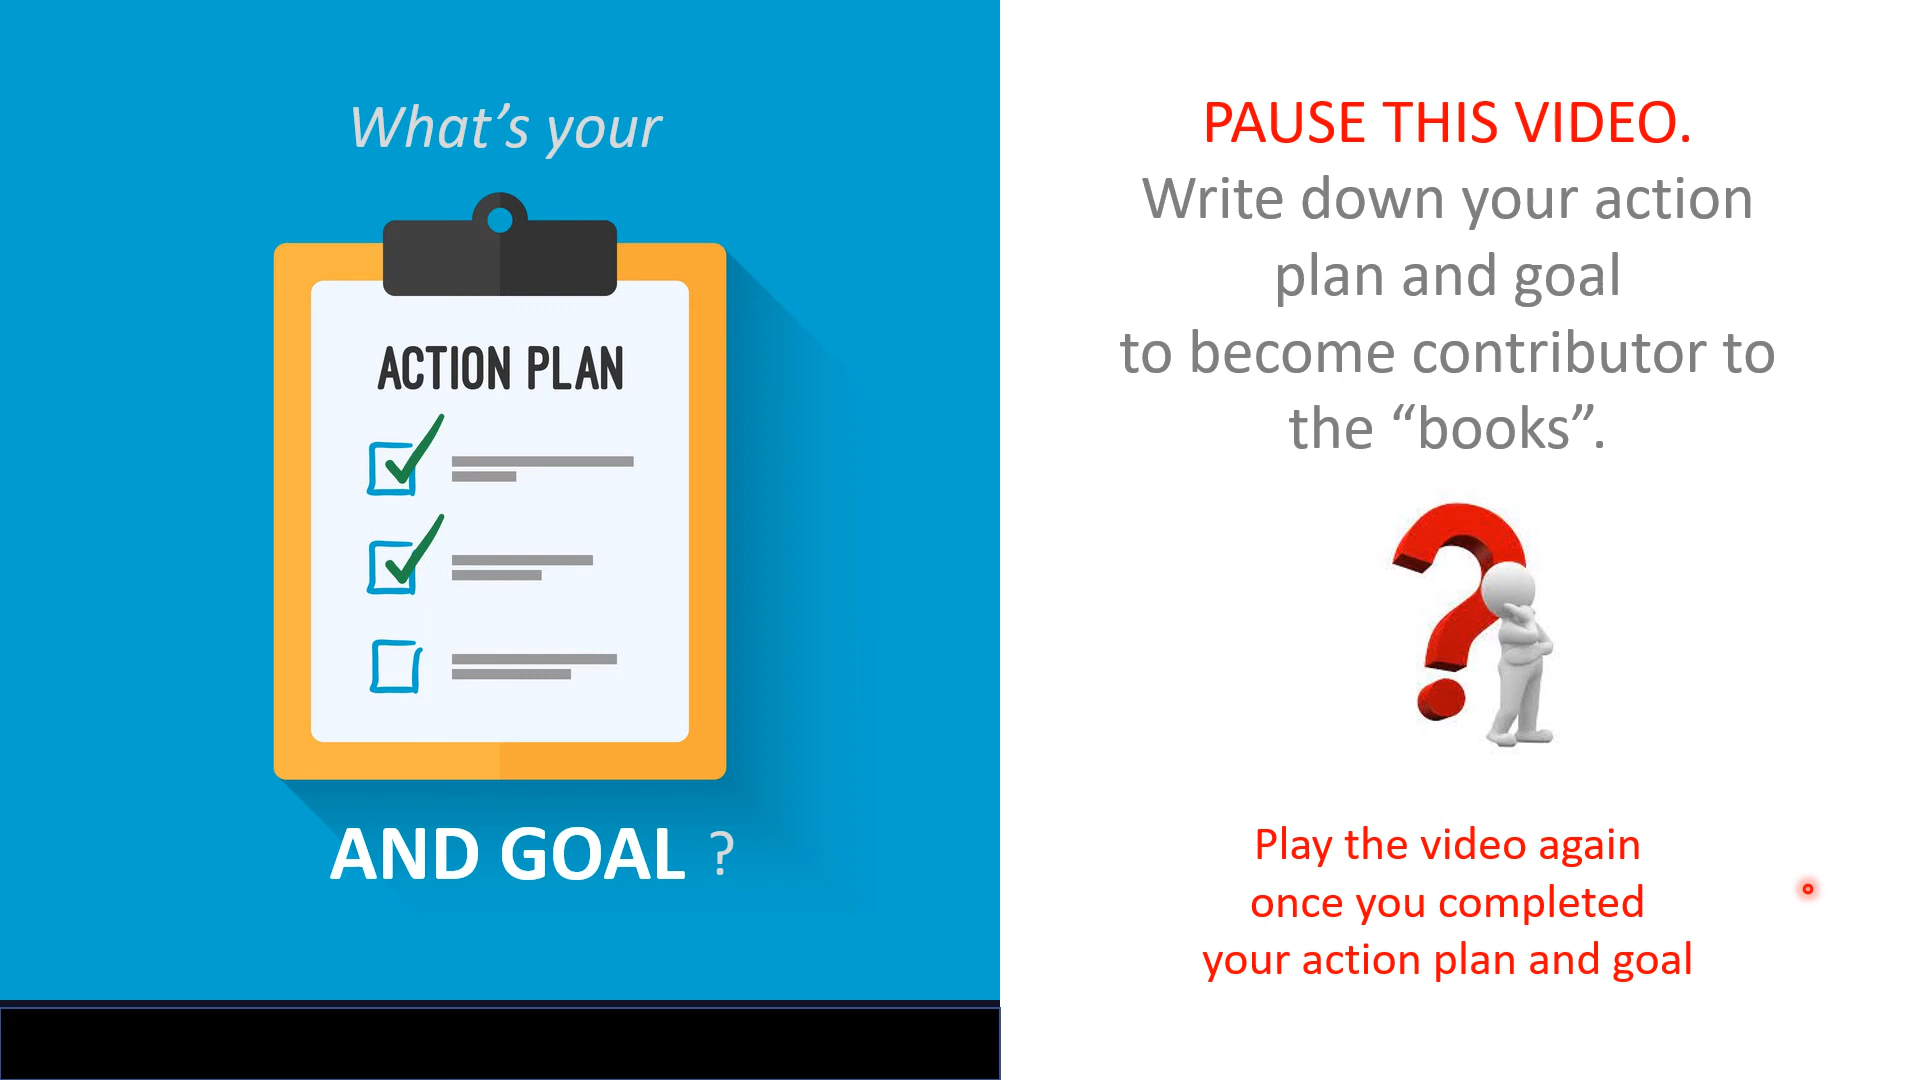 What’s your
ACTION PLAN
AND GOAL ?
PAUSE THIS VIDEO.
Write down your action
plan and goal
to become contributor to
the “books”.
Play the video again
once you completed
your action plan and goal